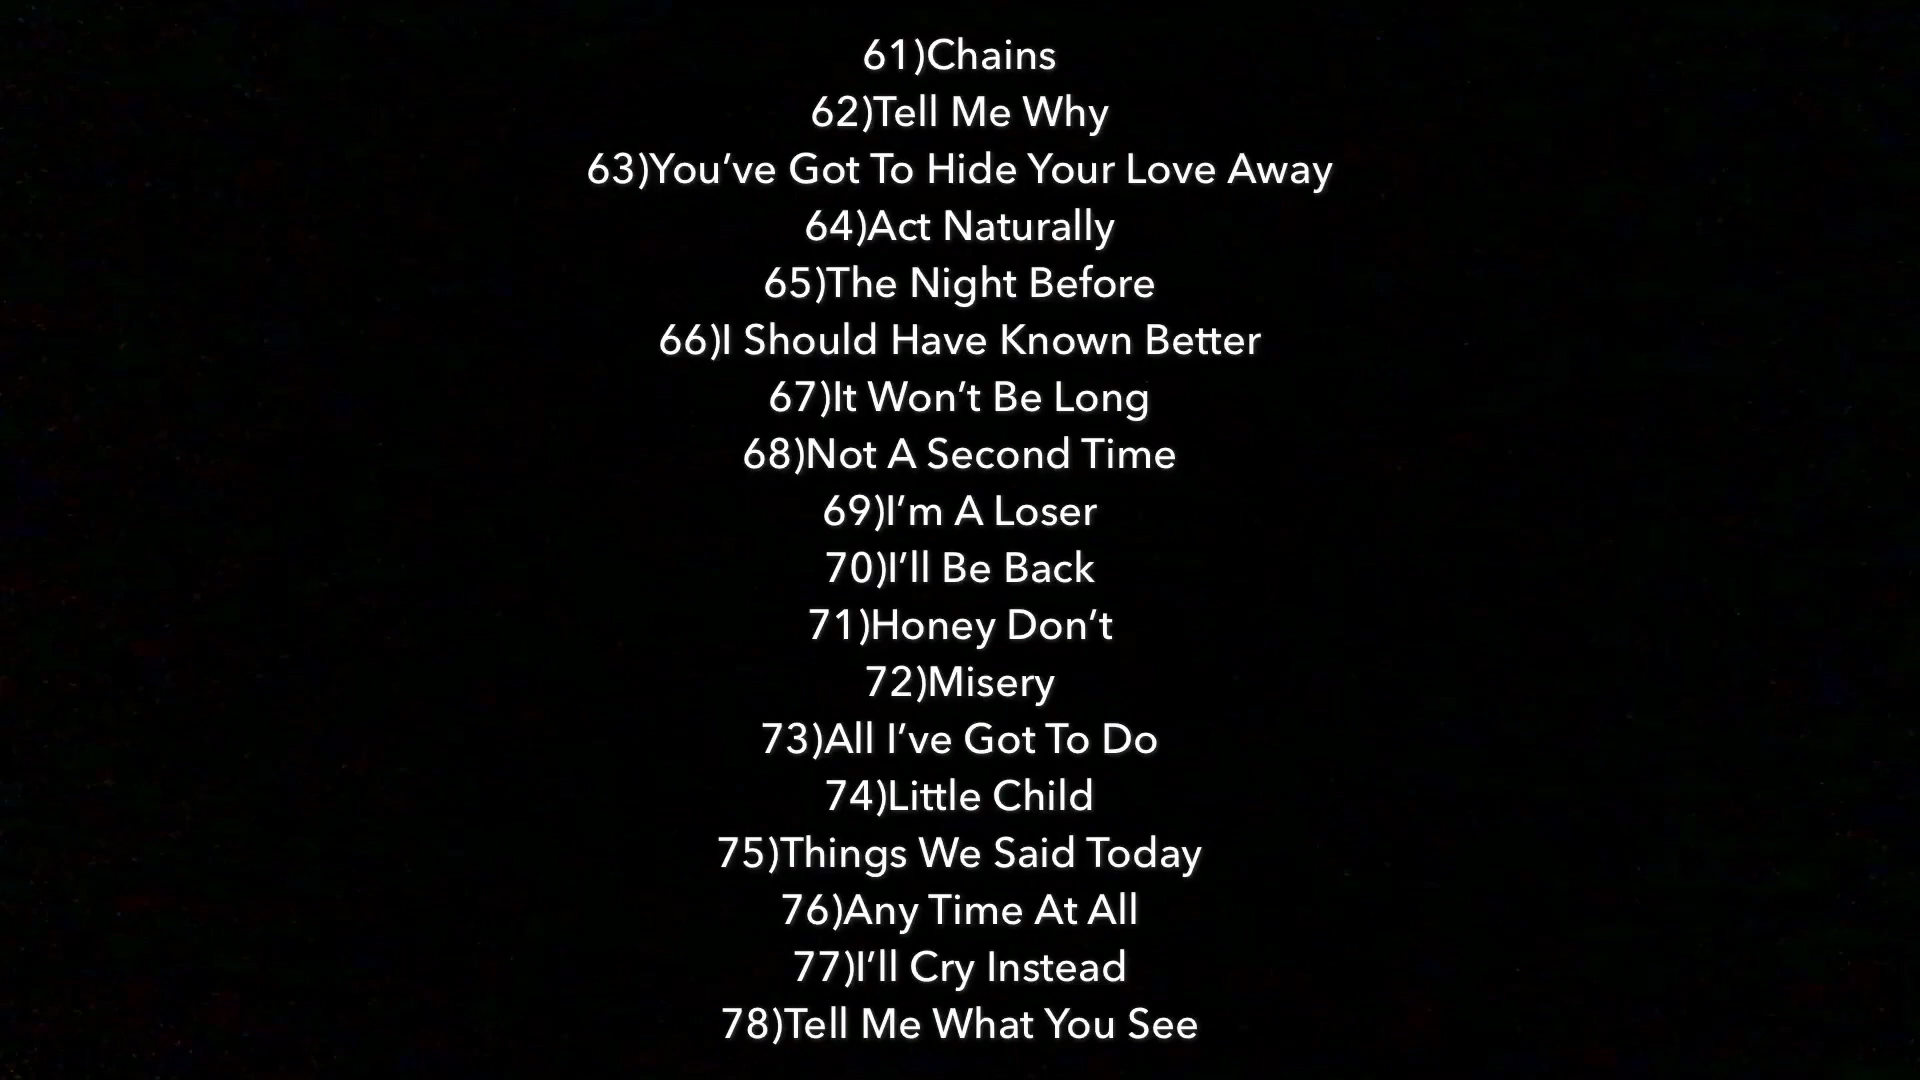 61)Chains
62)Tell Me Why
63)You’ve Got To Hide Your Love Away
64)Act Naturally
65)The Night Before
66)I Should Have Known Better
67)It Won’t Be Long
68)Not A Second Time
69)I’m A Loser
70)I’ll Be Back
71)Honey Don’t
72)Misery
73)All I’ve Got To Do
74)Little Child
75)Things We Said Today
76)Any Time At All
77)I’ll Cry Instead
78)Tell Me What You See